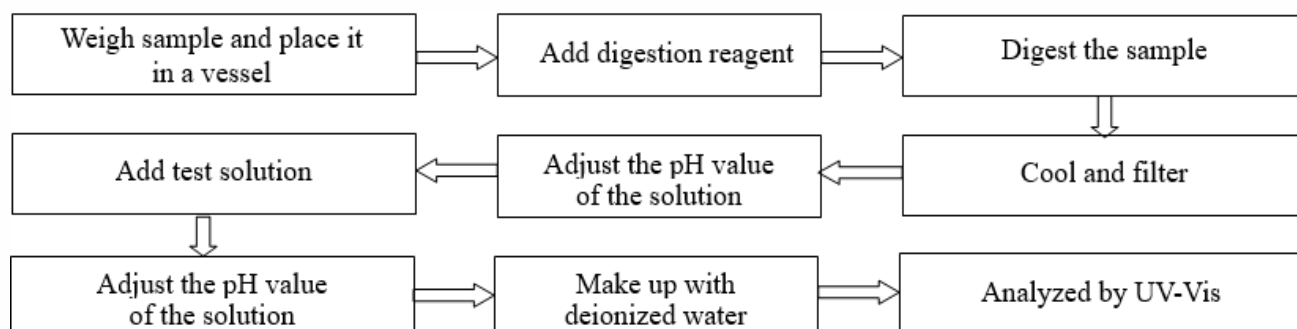 Weigh sample and place it
in a vessel
Add digestion reagent
Digest the sample
Cool and filter
Adjust the pH value
of the solution
Add test solution
Adjust the pH value
of the solution
Make up with
deionized water
Analyzed by UV-Vis